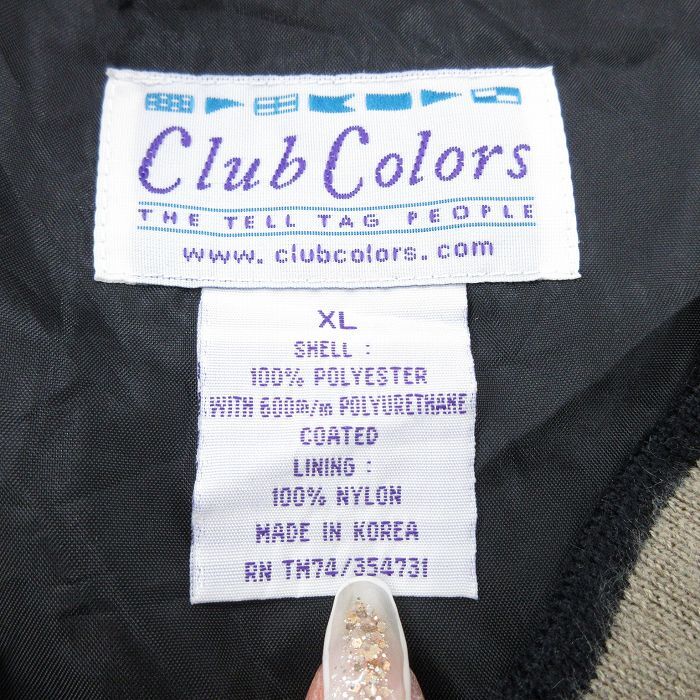 Club Colors
THE TELL TAG PEOPLE
www.clubcolors.com
XL
SHELL :
100% POLYESTER
WITH 600m/m POLYURETHANE
COATED
LINING :
100% NYLON
MADE IN KOREA
RN TM74/354731